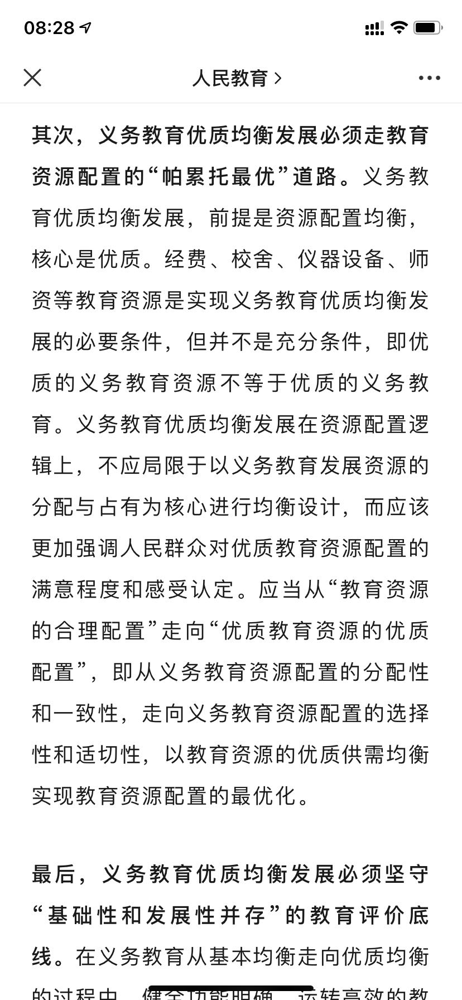 08:28
人民教育
其次，义务教育优质均衡发展必须走教育
资源配置的“帕累托最优”道路。义务教
育优质均衡发展，前提是资源配置均衡，
核心是优质。经费、校舍、仪器设备、师
资等教育资源是实现义务教育优质均衡发
展的必要条件，但并不是充分条件，即优
质的义务教育资源不等于优质的义务教
育。义务教育优质均衡发展在资源配置逻
辑上，不应局限于以义务教育发展资源的
分配与占有为核心进行均衡设计，而应该
更加强调人民群众对优质教育资源配置的
满意程度和感受认定。应当从“教育资源
的合理配置”走向“优质教育资源的优质
配置”，即从义务教育资源配置的分配性
和一致性，走向义务教育资源配置的选择
性和适切性，以教育资源的优质供需均衡
实现教育资源配置的最优化。
最后，义务教育优质均衡发展必须坚守
“基础性和发展性并存”的教育评价底
线。在义务教育从基本均衡走向优质均衡
的过程中，健全功能明确、运转高效的教